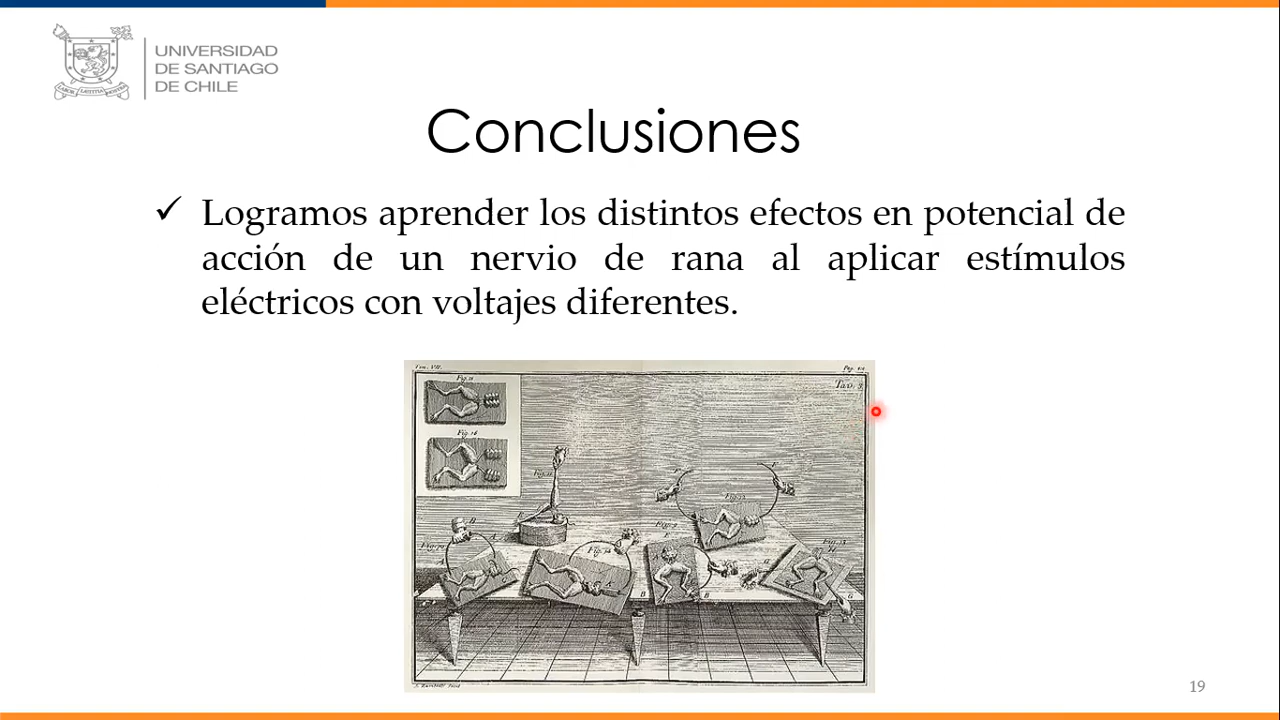 UNIVERSIDAD
DE SANTIAGO
DE CHILE
Conclusiones
✓ Logramos aprender los distintos efectos en potencial de
acción de un nervio de rana al aplicar estímulos
eléctricos con voltajes diferentes.
19